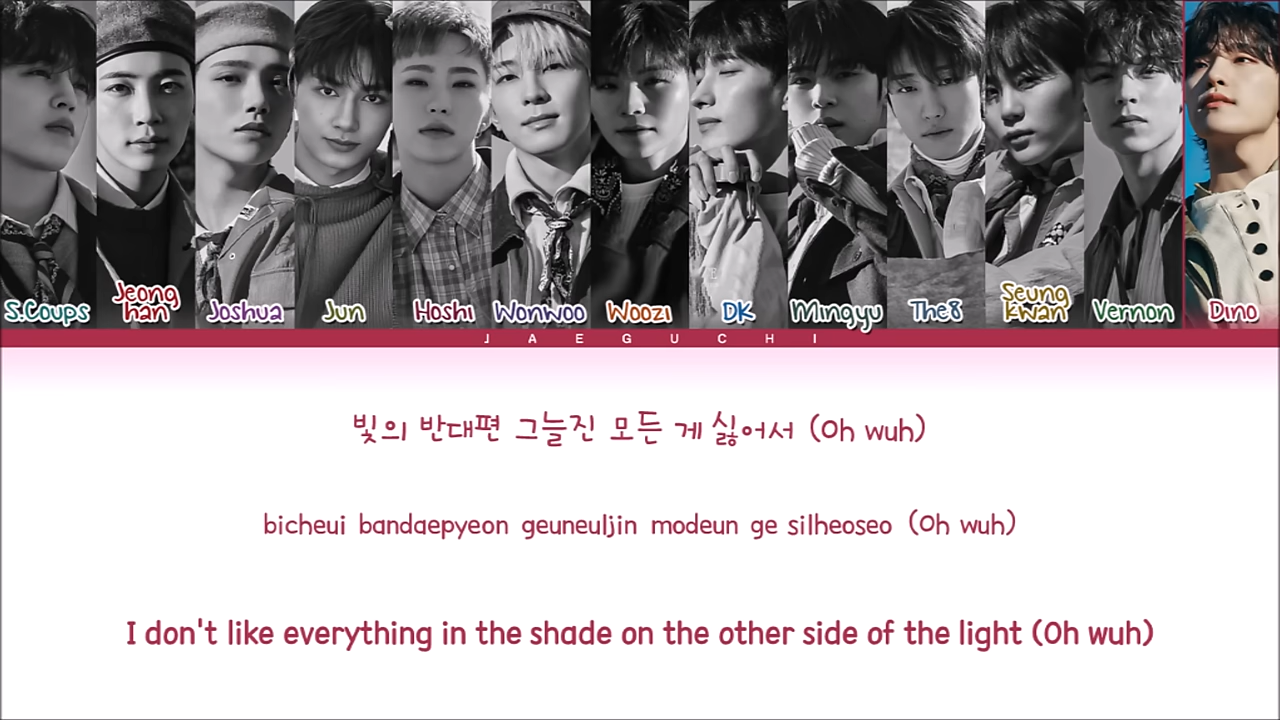 S.Coups
Jeong
han
Joshua
Jun
Hoshi
Wonwoo
Woozi
DK
Mingyu
The8
Seung
kwan
Vernon
Dino
JAEGUCHI
빛의 반대편 그늘진 모든 게 싫어서 (Oh wuh)
bicheui bandaepyeon geuneuljin modeun ge silheoseo (Oh wuh)
I don't like everything in the shade on the other side of the light (Oh wuh)